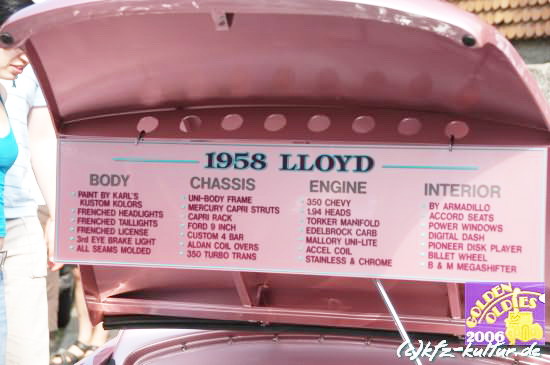 1958 LLOYD
BODY
PAINT BY KARL'S
KUSTOM KOLORS
FRENCHED HEADLIGHTS
FRENCHED TAILLIGHTS
FRENCHED LICENSE
3rd EYE BRAKE LIGHT
ALL SEAMS MOLDED
CHASSIS
UNI-BODY FRAME
MERCURY CAPRI STRUTS
CAPRI RACK
FORD 9 INCH
CUSTOM 4 BAR
ALDAN COIL OVERS
350 TURBO TRANS
ENGINE
350 CHEVY
1.94 HEADS
TORKER MANIFOLD
EDELBROCK CARB
MALLORY UNI-LITE
ACCEL COIL
STAINLESS & CHROME
INTERIOR
BY ARMADILLO
ACCORD SEATS
POWER WINDOWS
DIGITAL DASH
PIONEER DISK PLAYER
BILLET WHEEL
B & M MEGASHIFTER
GOLDEN OLDIES
2006
(c) kfz-kultur.de